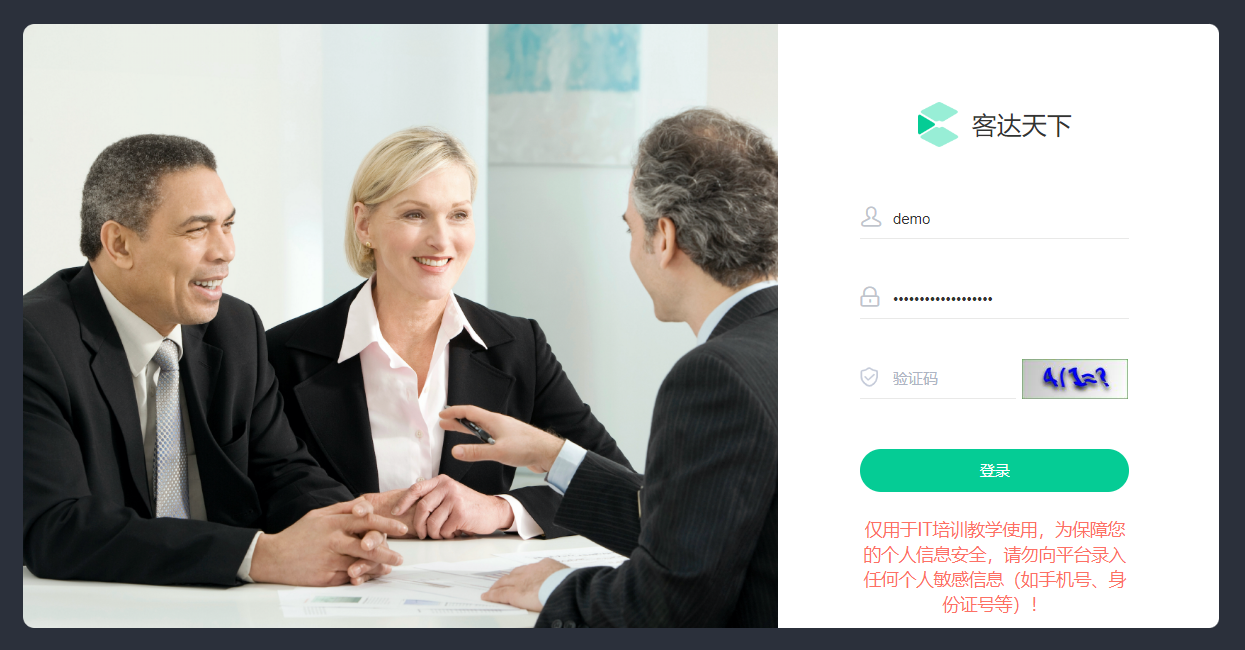 客达天下
demo
•••••••••••••••••••
验证码
4/1=?
登录
仅用于IT培训教学使用，为保障您
的个人信息安全，请勿向平台录入
任何个人敏感信息（如手机号、身
份证号等）！